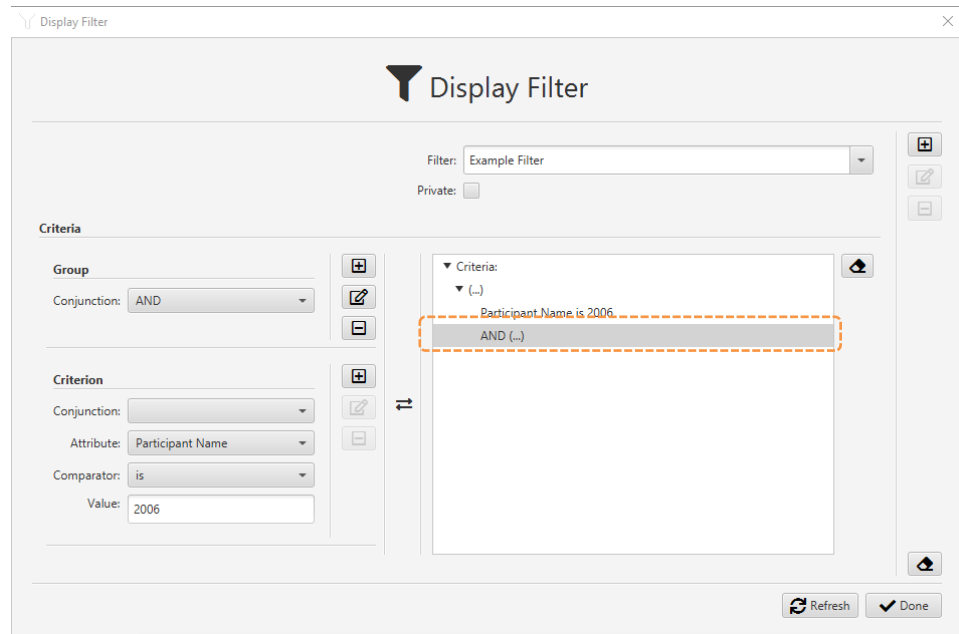 Display Filter
Display Filter
Filter: Example Filter
Private:
Criteria
Group
Conjunction: AND
Criterion
Conjunction:
Attribute: Participant Name
Comparator: is
Value: 2006
Criteria:
(...)
Participant Name is 2006
AND (...)
Refresh
Done